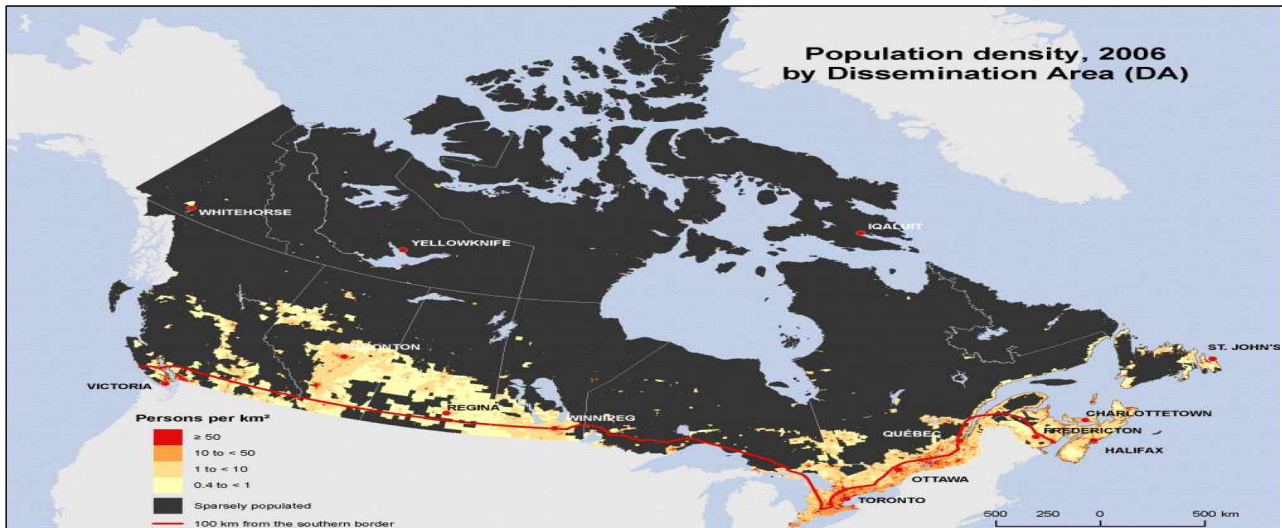 Population density, 2006
by Dissemination Area (DA)
WHITEHORSE
YELLOWKNIFE
IQALUIT
EDMONTON
ST. JOHN'S
VICTORIA
REGINA
WINNIPEG
QUÉBEC
CHARLOTTETOWN
FREDERICTON
HALIFAX
OTTAWA
TORONTO
Persons per km²
≥ 50
10 to < 50
1 to < 10
0.4 to < 1
Sparsely populated
100 km from the southern border
500 250 0 500 km